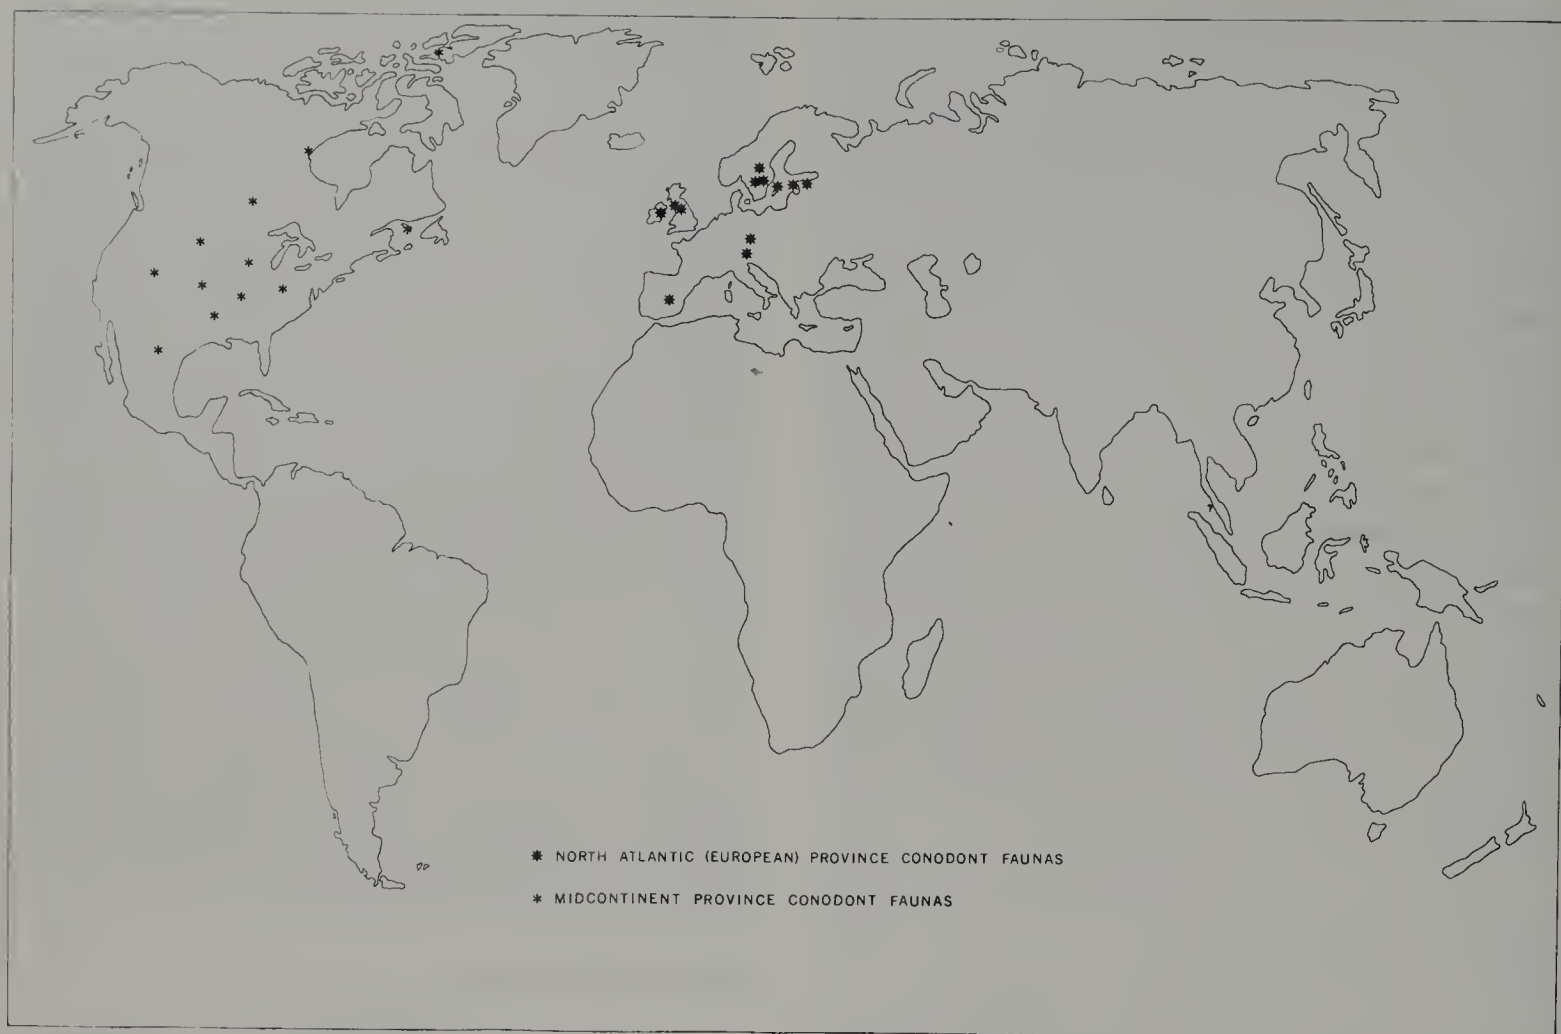 ✸ NORTH ATLANTIC (EUROPEAN) PROVINCE CONODONT FAUNAS
* MIDCONTINENT PROVINCE CONODONT FAUNAS